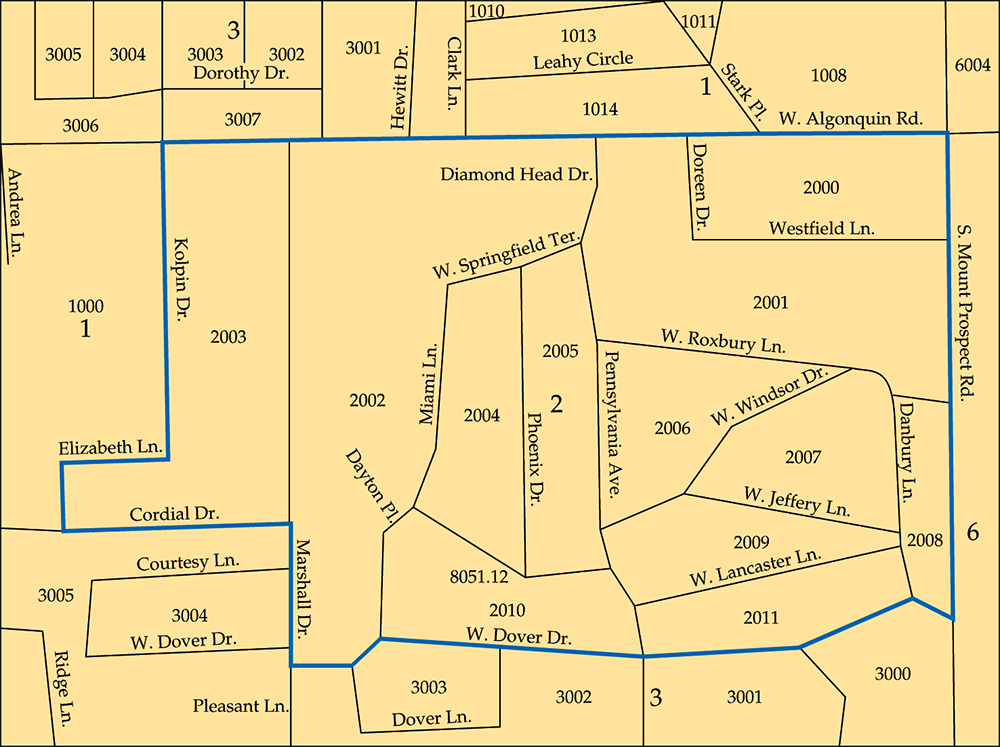 1010
1011
3
1013
3005
3004
3003
3002
3001
Hewitt Dr.
Clark Ln.
Leahy Circle
6004
Dorothy Dr.
1008
1
Stark Pl.
1014
3006
3007
W. Algonquin Rd.
Andrea Ln.
Diamond Head Dr.
Doreen Dr.
2000
Westfield Ln.
W. Springfield Ter.
Kolpin Dr.
S. Mount Prospect Rd.
1000
1
2001
2003
W. Roxbury Ln.
2005
Miami Ln.
Pennsylvania Ave.
W. Windsor Dr.
2002
2
2004
2006
Phoenix Dr.
Danbury Ln.
Elizabeth Ln.
2007
Dayton Pl.
W. Jeffery Ln.
Cordial Dr.
6
2008
2009
Courtesy Ln.
Marshall Dr.
W. Lancaster Ln.
8051.12
3005
3004
2010
2011
W. Dover Dr.
W. Dover Dr.
Ridge Ln.
3000
3003
3002
3
3001
Pleasant Ln.
Dover Ln.